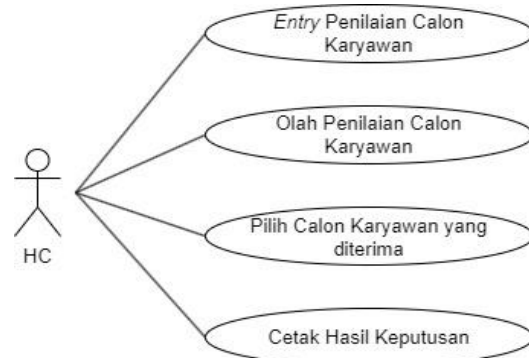 Entry Penilaian Calon
Karyawan
Olah Penilaian Calon
Karyawan
HC
Pilih Calon Karyawan yang
diterima
Cetak Hasil Keputusan